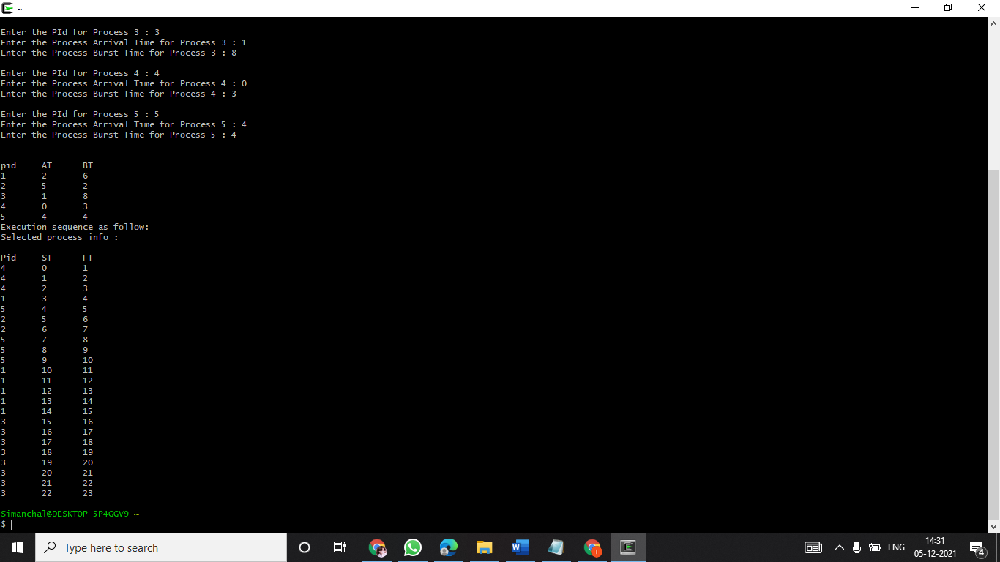 ~
Enter the PId for Process 3 : 3
Enter the Process Arrival Time for Process 3 : 1
Enter the Process Burst Time for Process 3 : 8
Enter the PId for Process 4 : 4
Enter the Process Arrival Time for Process 4 : 0
Enter the Process Burst Time for Process 4 : 3
Enter the PId for Process 5 : 5
Enter the Process Arrival Time for Process 5 : 4
Enter the Process Burst Time for Process 5 : 4
pid AT BT
1 2 6
2 5 2
3 1 8
4 0 3
5 4 4
Execution sequence as follow:
Selected process info :
Pid ST FT
4 0 1
4 1 2
4 2 3
1 3 4
5 4 5
2 5 6
2 6 7
5 7 8
5 8 9
5 9 10
1 10 11
1 11 12
1 12 13
1 13 14
1 14 15
3 15 16
3 16 17
3 17 18
3 18 19
3 19 20
3 20 21
3 21 22
3 22 23
Simanchal@DESKTOP-5P4GGV9 ~
$
Type here to search
ENG
14:31
05-12-2021
4